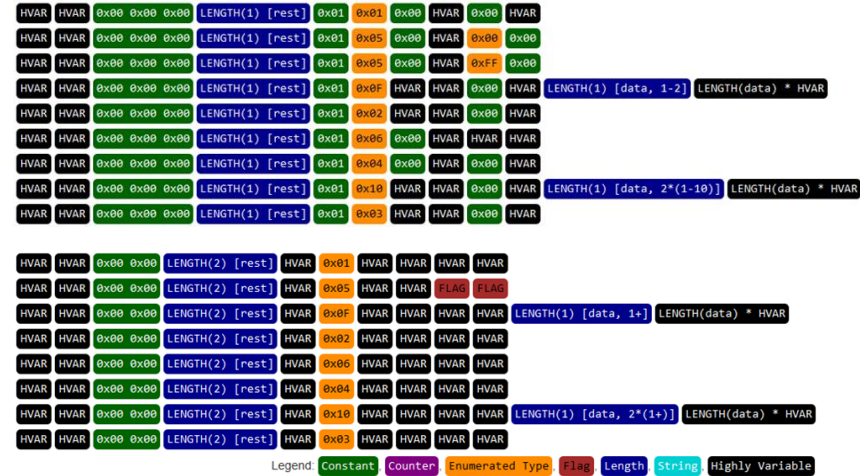 HVAR HVAR 0x00 0x00 0x00 LENGTH(1) [rest] 0x01 0x01 0x00 HVAR 0x00 HVAR
HVAR HVAR 0x00 0x00 0x00 LENGTH(1) [rest] 0x01 0x05 0x00 HVAR 0x00 0x00
HVAR HVAR 0x00 0x00 0x00 LENGTH(1) [rest] 0x01 0x05 0x00 HVAR 0xFF 0x00
HVAR HVAR 0x00 0x00 0x00 LENGTH(1) [rest] 0x01 0x0F HVAR HVAR 0x00 HVAR LENGTH(1) [data, 1-2] LENGTH(data) * HVAR
HVAR HVAR 0x00 0x00 0x00 LENGTH(1) [rest] 0x01 0x02 HVAR HVAR 0x00 HVAR
HVAR HVAR 0x00 0x00 0x00 LENGTH(1) [rest] 0x01 0x06 0x00 HVAR HVAR HVAR
HVAR HVAR 0x00 0x00 0x00 LENGTH(1) [rest] 0x01 0x04 0x00 HVAR 0x00 HVAR
HVAR HVAR 0x00 0x00 0x00 LENGTH(1) [rest] 0x01 0x10 HVAR HVAR 0x00 HVAR LENGTH(1) [data, 2*(1-10)] LENGTH(data) * HVAR
HVAR HVAR 0x00 0x00 0x00 LENGTH(1) [rest] 0x01 0x03 HVAR HVAR 0x00 HVAR
HVAR HVAR 0x00 0x00 LENGTH(2) [rest] HVAR 0x01 HVAR HVAR HVAR HVAR
HVAR HVAR 0x00 0x00 LENGTH(2) [rest] HVAR 0x05 HVAR HVAR FLAG FLAG
HVAR HVAR 0x00 0x00 LENGTH(2) [rest] HVAR 0x0F HVAR HVAR HVAR HVAR LENGTH(1) [data, 1+] LENGTH(data) * HVAR
HVAR HVAR 0x00 0x00 LENGTH(2) [rest] HVAR 0x02 HVAR HVAR HVAR HVAR
HVAR HVAR 0x00 0x00 LENGTH(2) [rest] HVAR 0x06 HVAR HVAR HVAR HVAR
HVAR HVAR 0x00 0x00 LENGTH(2) [rest] HVAR 0x04 HVAR HVAR HVAR HVAR
HVAR HVAR 0x00 0x00 LENGTH(2) [rest] HVAR 0x10 HVAR HVAR HVAR HVAR LENGTH(1) [data, 2*(1+)] LENGTH(data) * HVAR
HVAR HVAR 0x00 0x00 LENGTH(2) [rest] HVAR 0x03 HVAR HVAR HVAR HVAR
Legend: Constant, Counter, Enumerated Type, Flag, Length, String, Highly Variable